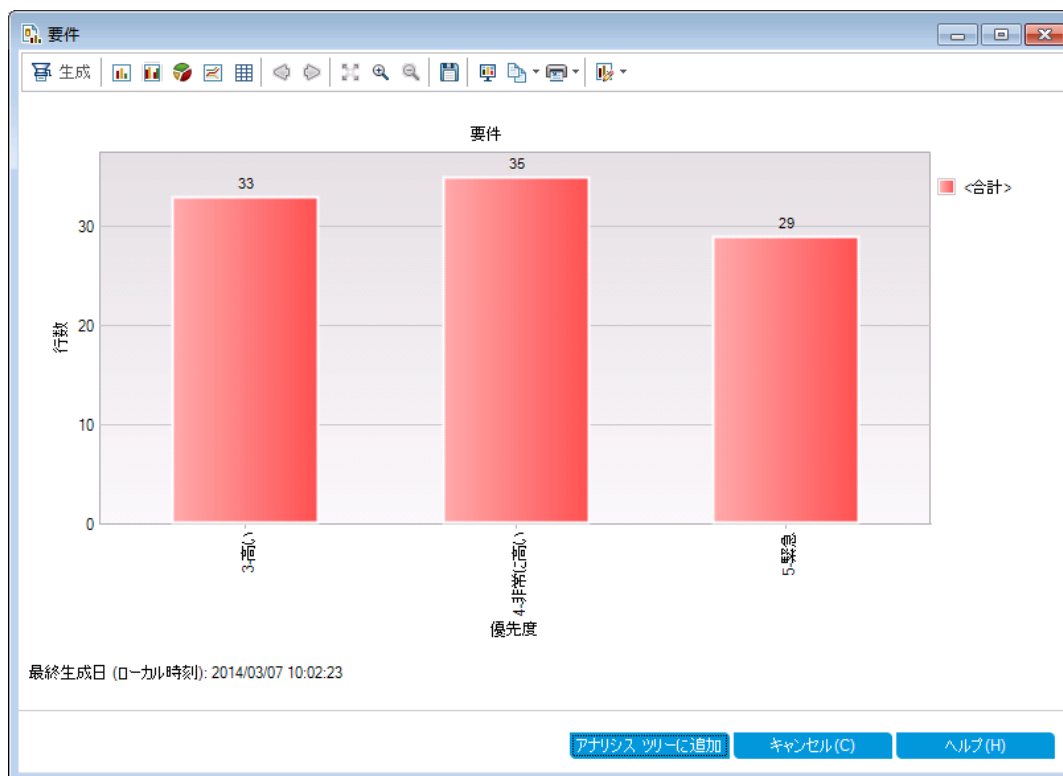 要件
生成
要件
33
35
29
<合計>
30
20
10
0
行数
3-高い
4-非常に高い
5-緊急
優先度
最終生成日 (ローカル時刻): 2014/03/07 10:02:23
アナリシス ツリーに追加
キャンセル(C)
ヘルプ(H)